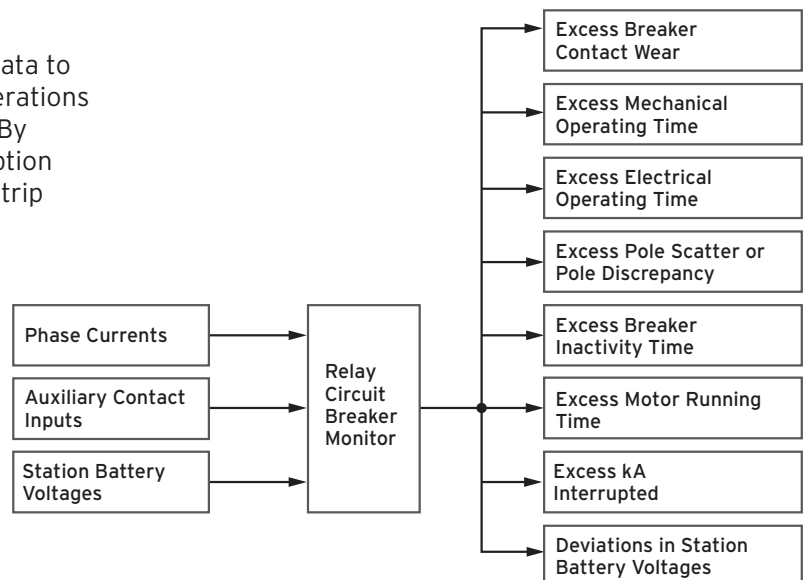 ata to
erations
By
otion
trip
Phase Currents
Auxiliary Contact
Inputs
Station Battery
Voltages
Relay
Circuit
Breaker
Monitor
Excess Breaker
Contact Wear
Excess Mechanical
Operating Time
Excess Electrical
Operating Time
Excess Pole Scatter or
Pole Discrepancy
Excess Breaker
Inactivity Time
Excess Motor Running
Time
Excess kA
Interrupted
Deviations in Station
Battery Voltages